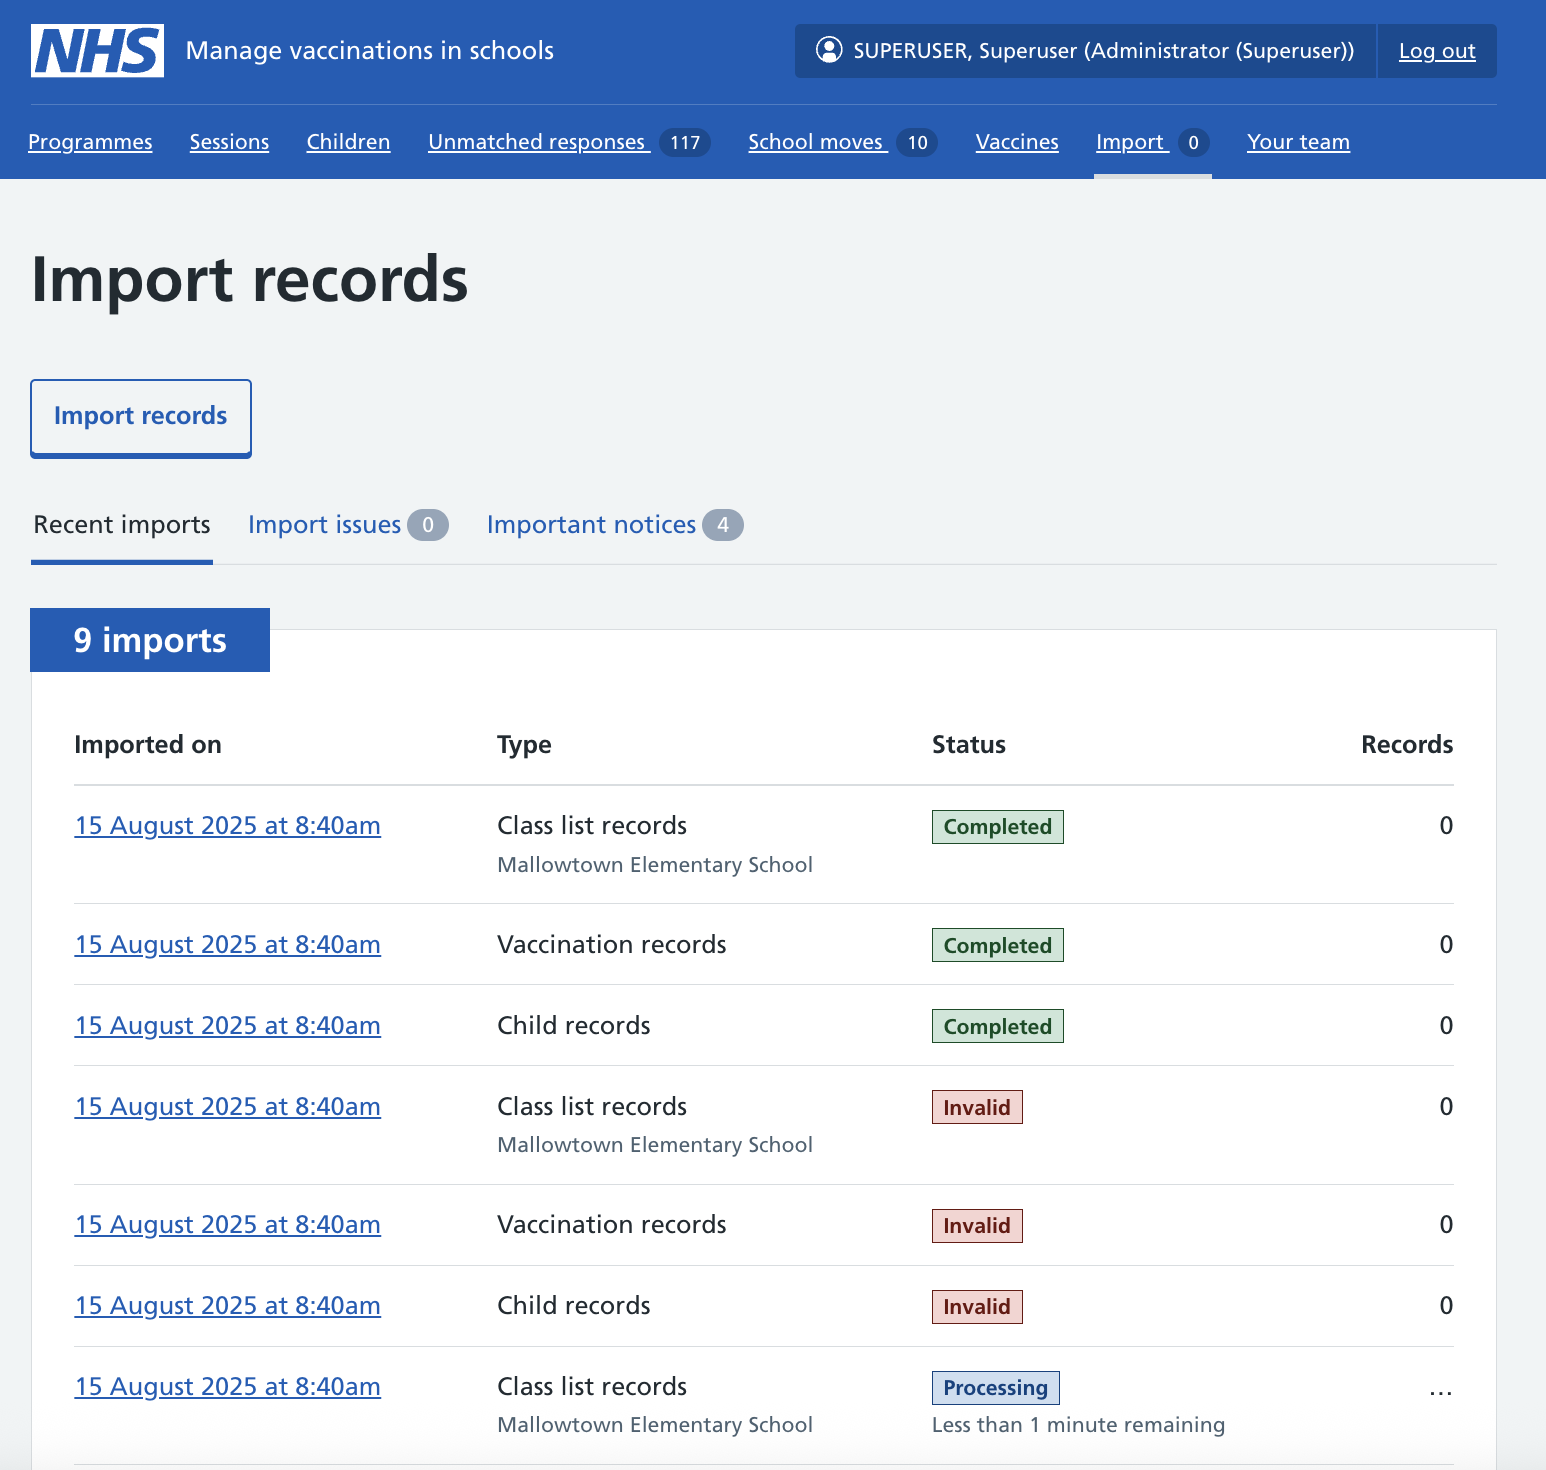 NHS Manage vaccinations in schools SUPERUSER, Superuser (Administrator (Superuser)) Log out
Programmes Sessions Children Unmatched responses 117 School moves 10 Vaccines Import 0 Your team
Import records
Import records
Recent imports Import issues 0 Important notices 4
9 imports
Imported on Type Status Records
15 August 2025 at 8:40am Class list records Completed 0
Mallowtown Elementary School
15 August 2025 at 8:40am Vaccination records Completed 0
15 August 2025 at 8:40am Child records Completed 0
15 August 2025 at 8:40am Class list records Invalid 0
Mallowtown Elementary School
15 August 2025 at 8:40am Vaccination records Invalid 0
15 August 2025 at 8:40am Child records Invalid 0
15 August 2025 at 8:40am Class list records Processing …
Mallowtown Elementary School Less than 1 minute remaining